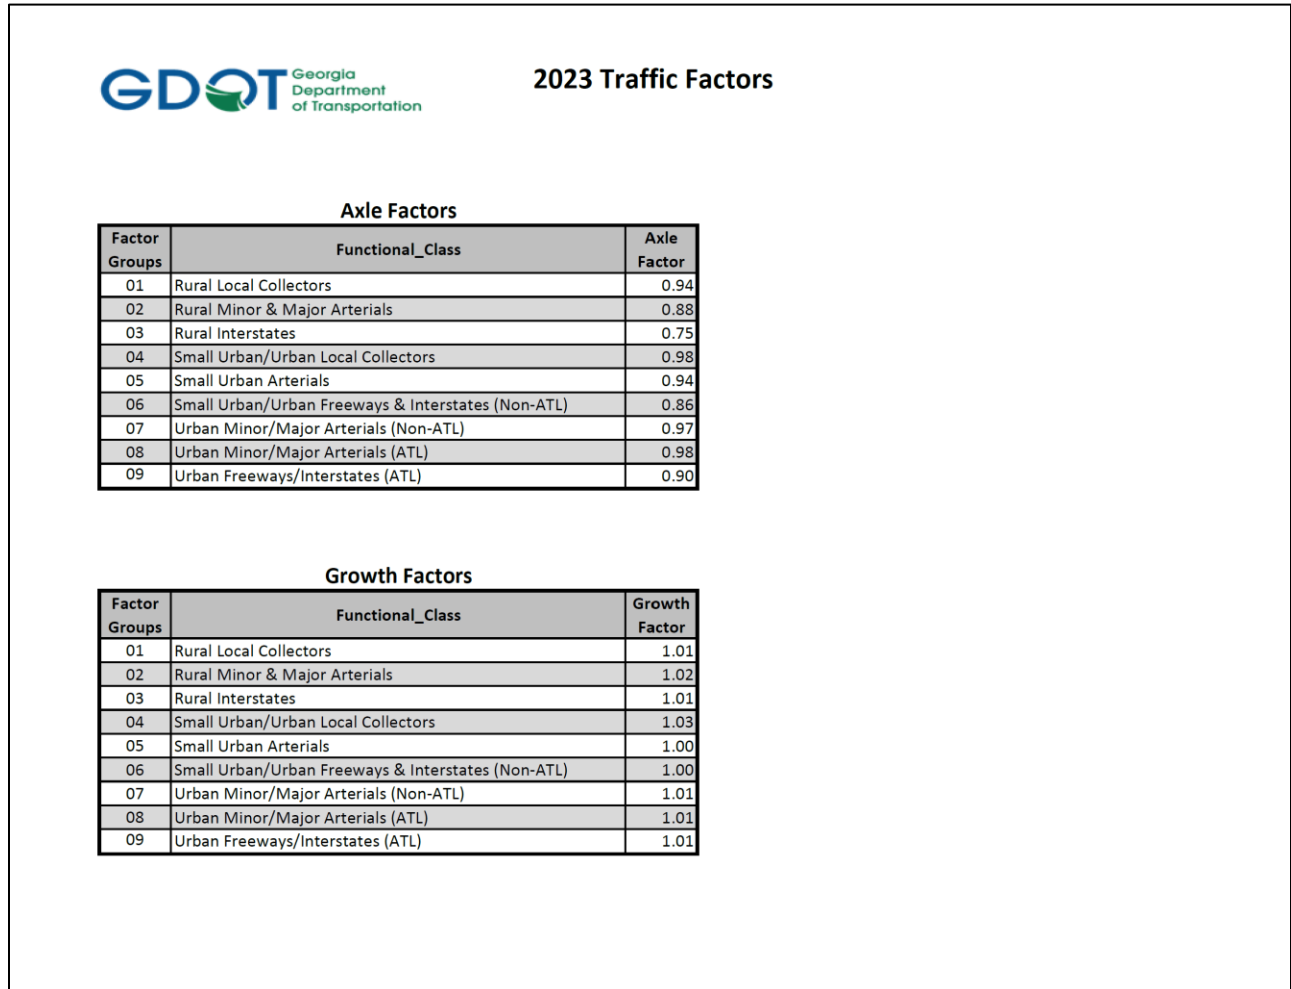 GDOT Georgia
Department
of Transportation
2023 Traffic Factors
Axle Factors
Factor Groups Functional_Class Axle Factor
01 Rural Local Collectors 0.94
02 Rural Minor & Major Arterials 0.88
03 Rural Interstates 0.75
04 Small Urban/Urban Local Collectors 0.98
05 Small Urban Arterials 0.94
06 Small Urban/Urban Freeways & Interstates (Non-ATL) 0.86
07 Urban Minor/Major Arterials (Non-ATL) 0.97
08 Urban Minor/Major Arterials (ATL) 0.98
09 Urban Freeways/Interstates (ATL) 0.90
Growth Factors
Factor Groups Functional_Class Growth Factor
01 Rural Local Collectors 1.01
02 Rural Minor & Major Arterials 1.02
03 Rural Interstates 1.01
04 Small Urban/Urban Local Collectors 1.03
05 Small Urban Arterials 1.00
06 Small Urban/Urban Freeways & Interstates (Non-ATL) 1.00
07 Urban Minor/Major Arterials (Non-ATL) 1.01
08 Urban Minor/Major Arterials (ATL) 1.01
09 Urban Freeways/Interstates (ATL) 1.01